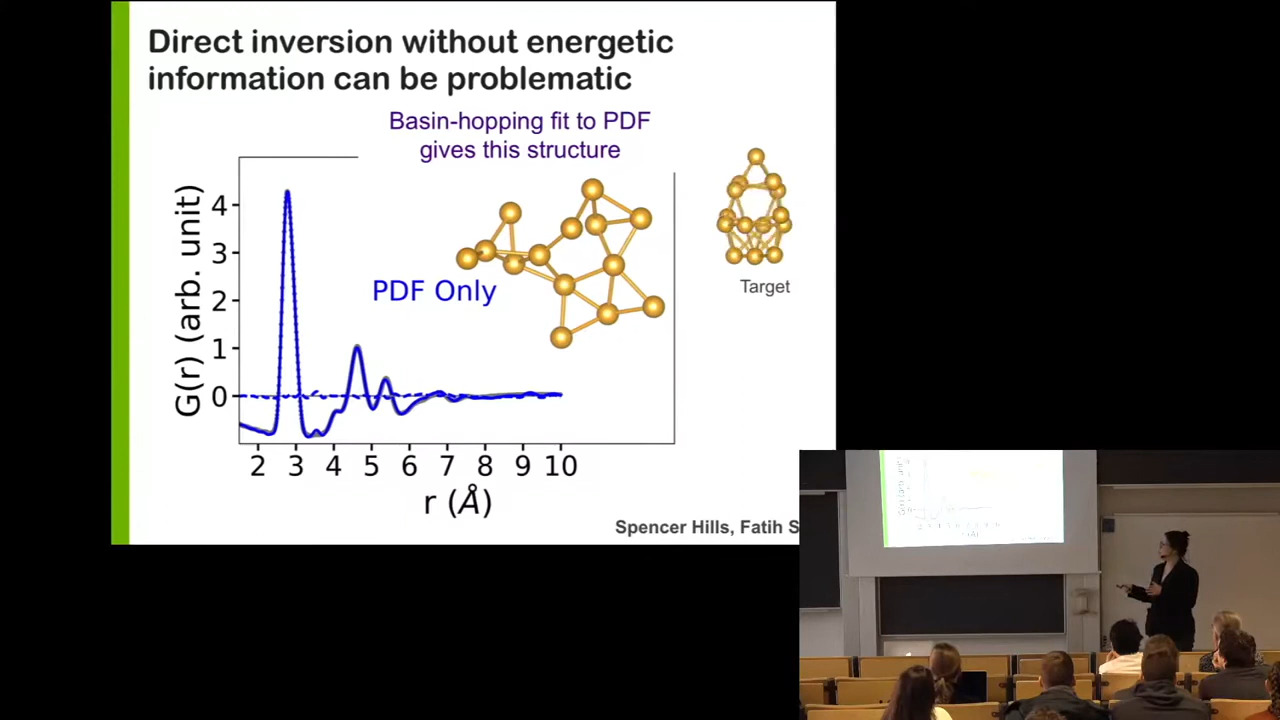 Direct inversion without energetic
information can be problematic
Basin-hopping fit to PDF
gives this structure
G(r) (arb. unit)
4
3
2
1
0
PDF Only
Target
2 3 4 5 6 7 8 9 10
r (Å)
Spencer Hills, Fatih S